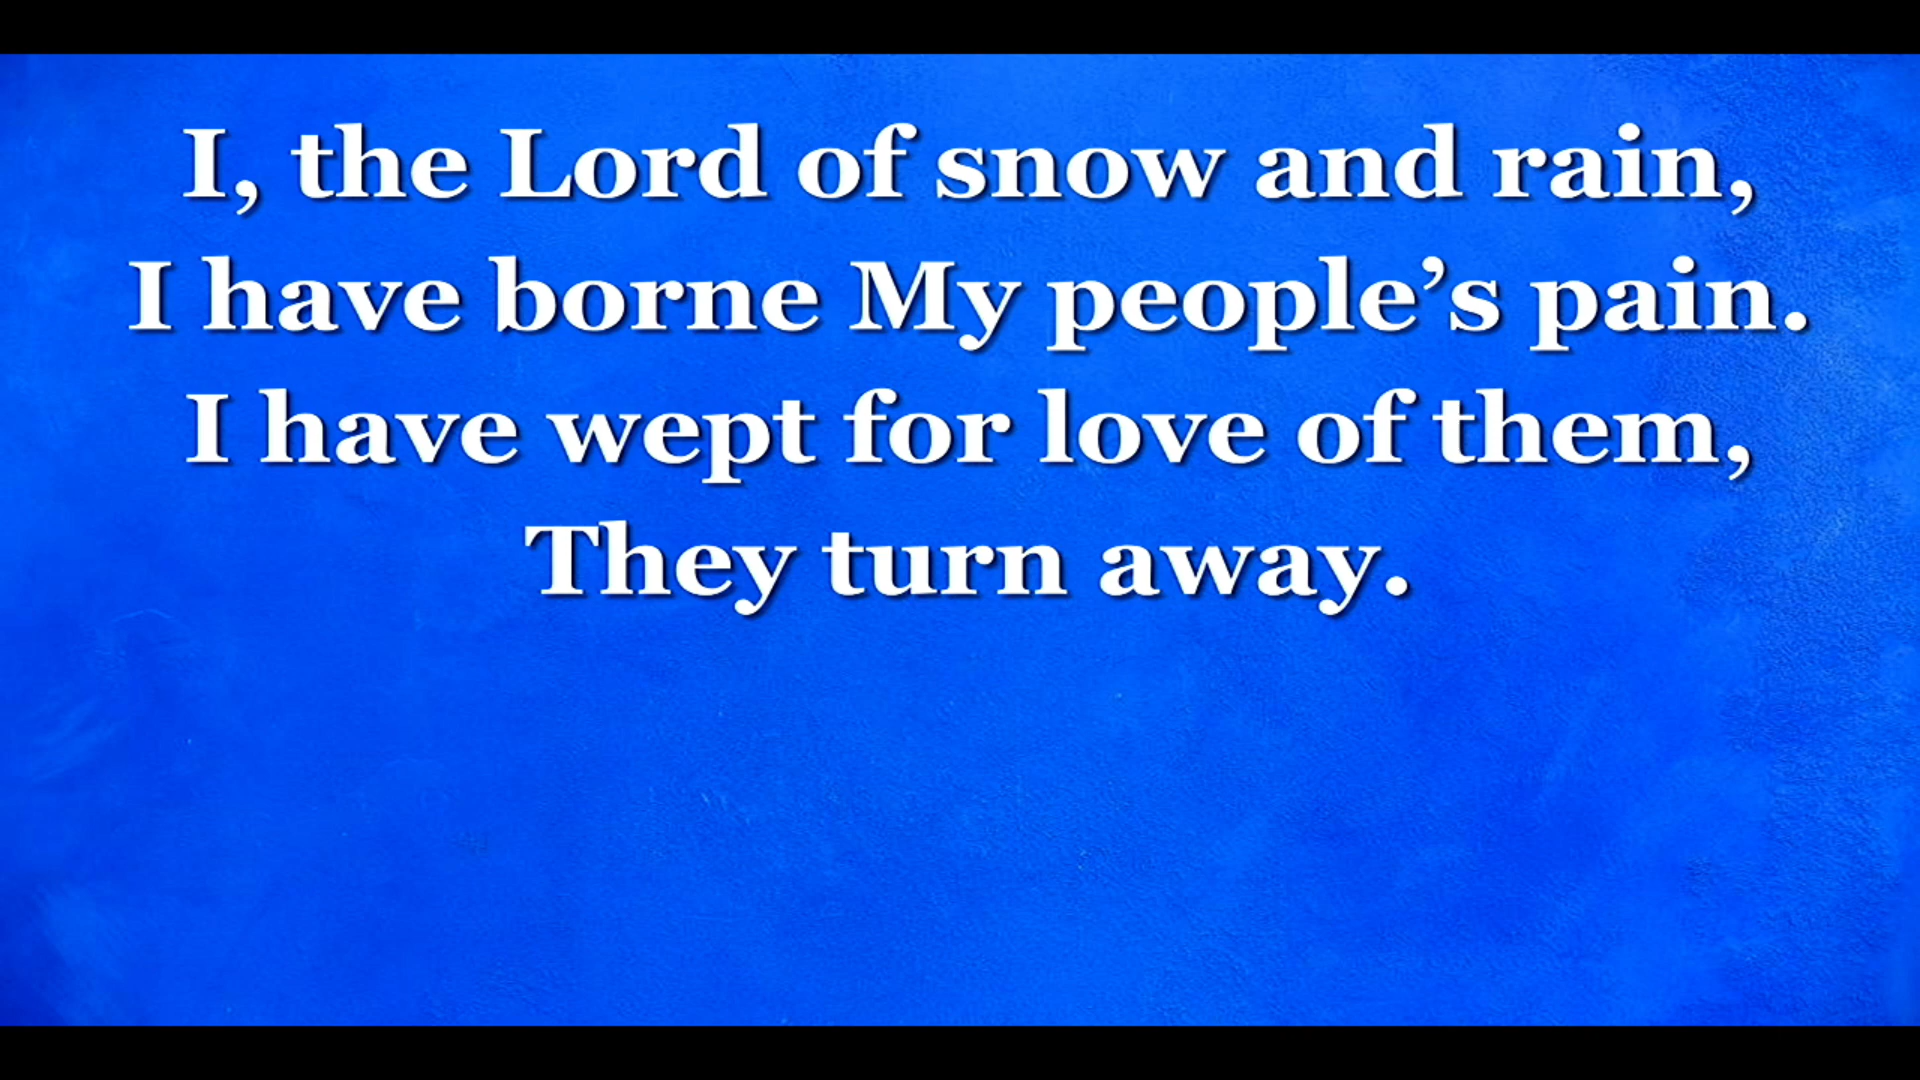 I, the Lord of snow and rain,
I have borne My people’s pain.
I have wept for love of them,
They turn away.